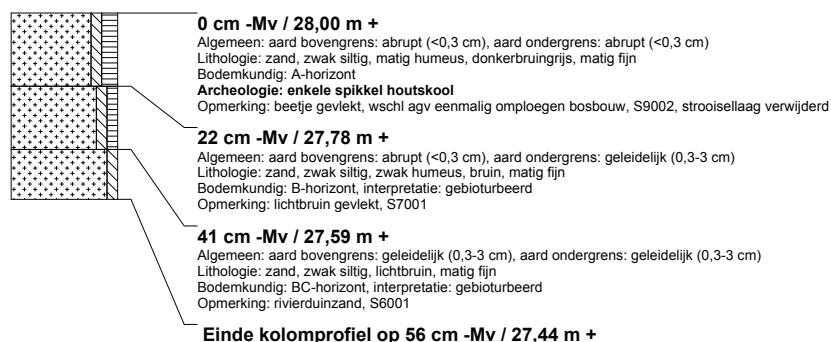 0 cm -Mv / 28,00 m +
Algemeen: aard bovengrens: abrupt (<0,3 cm), aard ondergrens: abrupt (<0,3 cm)
Lithologie: zand, zwak siltig, matig humeus, donkerbruingrijs, matig fijn
Bodemkundig: A-horizont
Archeologie: enkele spikkel houtskool
Opmerking: beetje gevlekt, wschl agv eenmalig omploegen bosbouw, S9002, strooisellaag verwijderd
22 cm -Mv / 27,78 m +
Algemeen: aard bovengrens: abrupt (<0,3 cm), aard ondergrens: geleidelijk (0,3-3 cm)
Lithologie: zand, zwak siltig, zwak humeus, bruin, matig fijn
Bodemkundig: B-horizont, interpretatie: gebioturbeerd
Opmerking: lichtbruin gevlekt, S7001
41 cm -Mv / 27,59 m +
Algemeen: aard bovengrens: geleidelijk (0,3-3 cm), aard ondergrens: geleidelijk (0,3-3 cm)
Lithologie: zand, zwak siltig, lichtbruin, matig fijn
Bodemkundig: BC-horizont, interpretatie: gebioturbeerd
Opmerking: rivierduinzand, S6001
Einde kolomprofiel op 56 cm -Mv / 27,44 m +